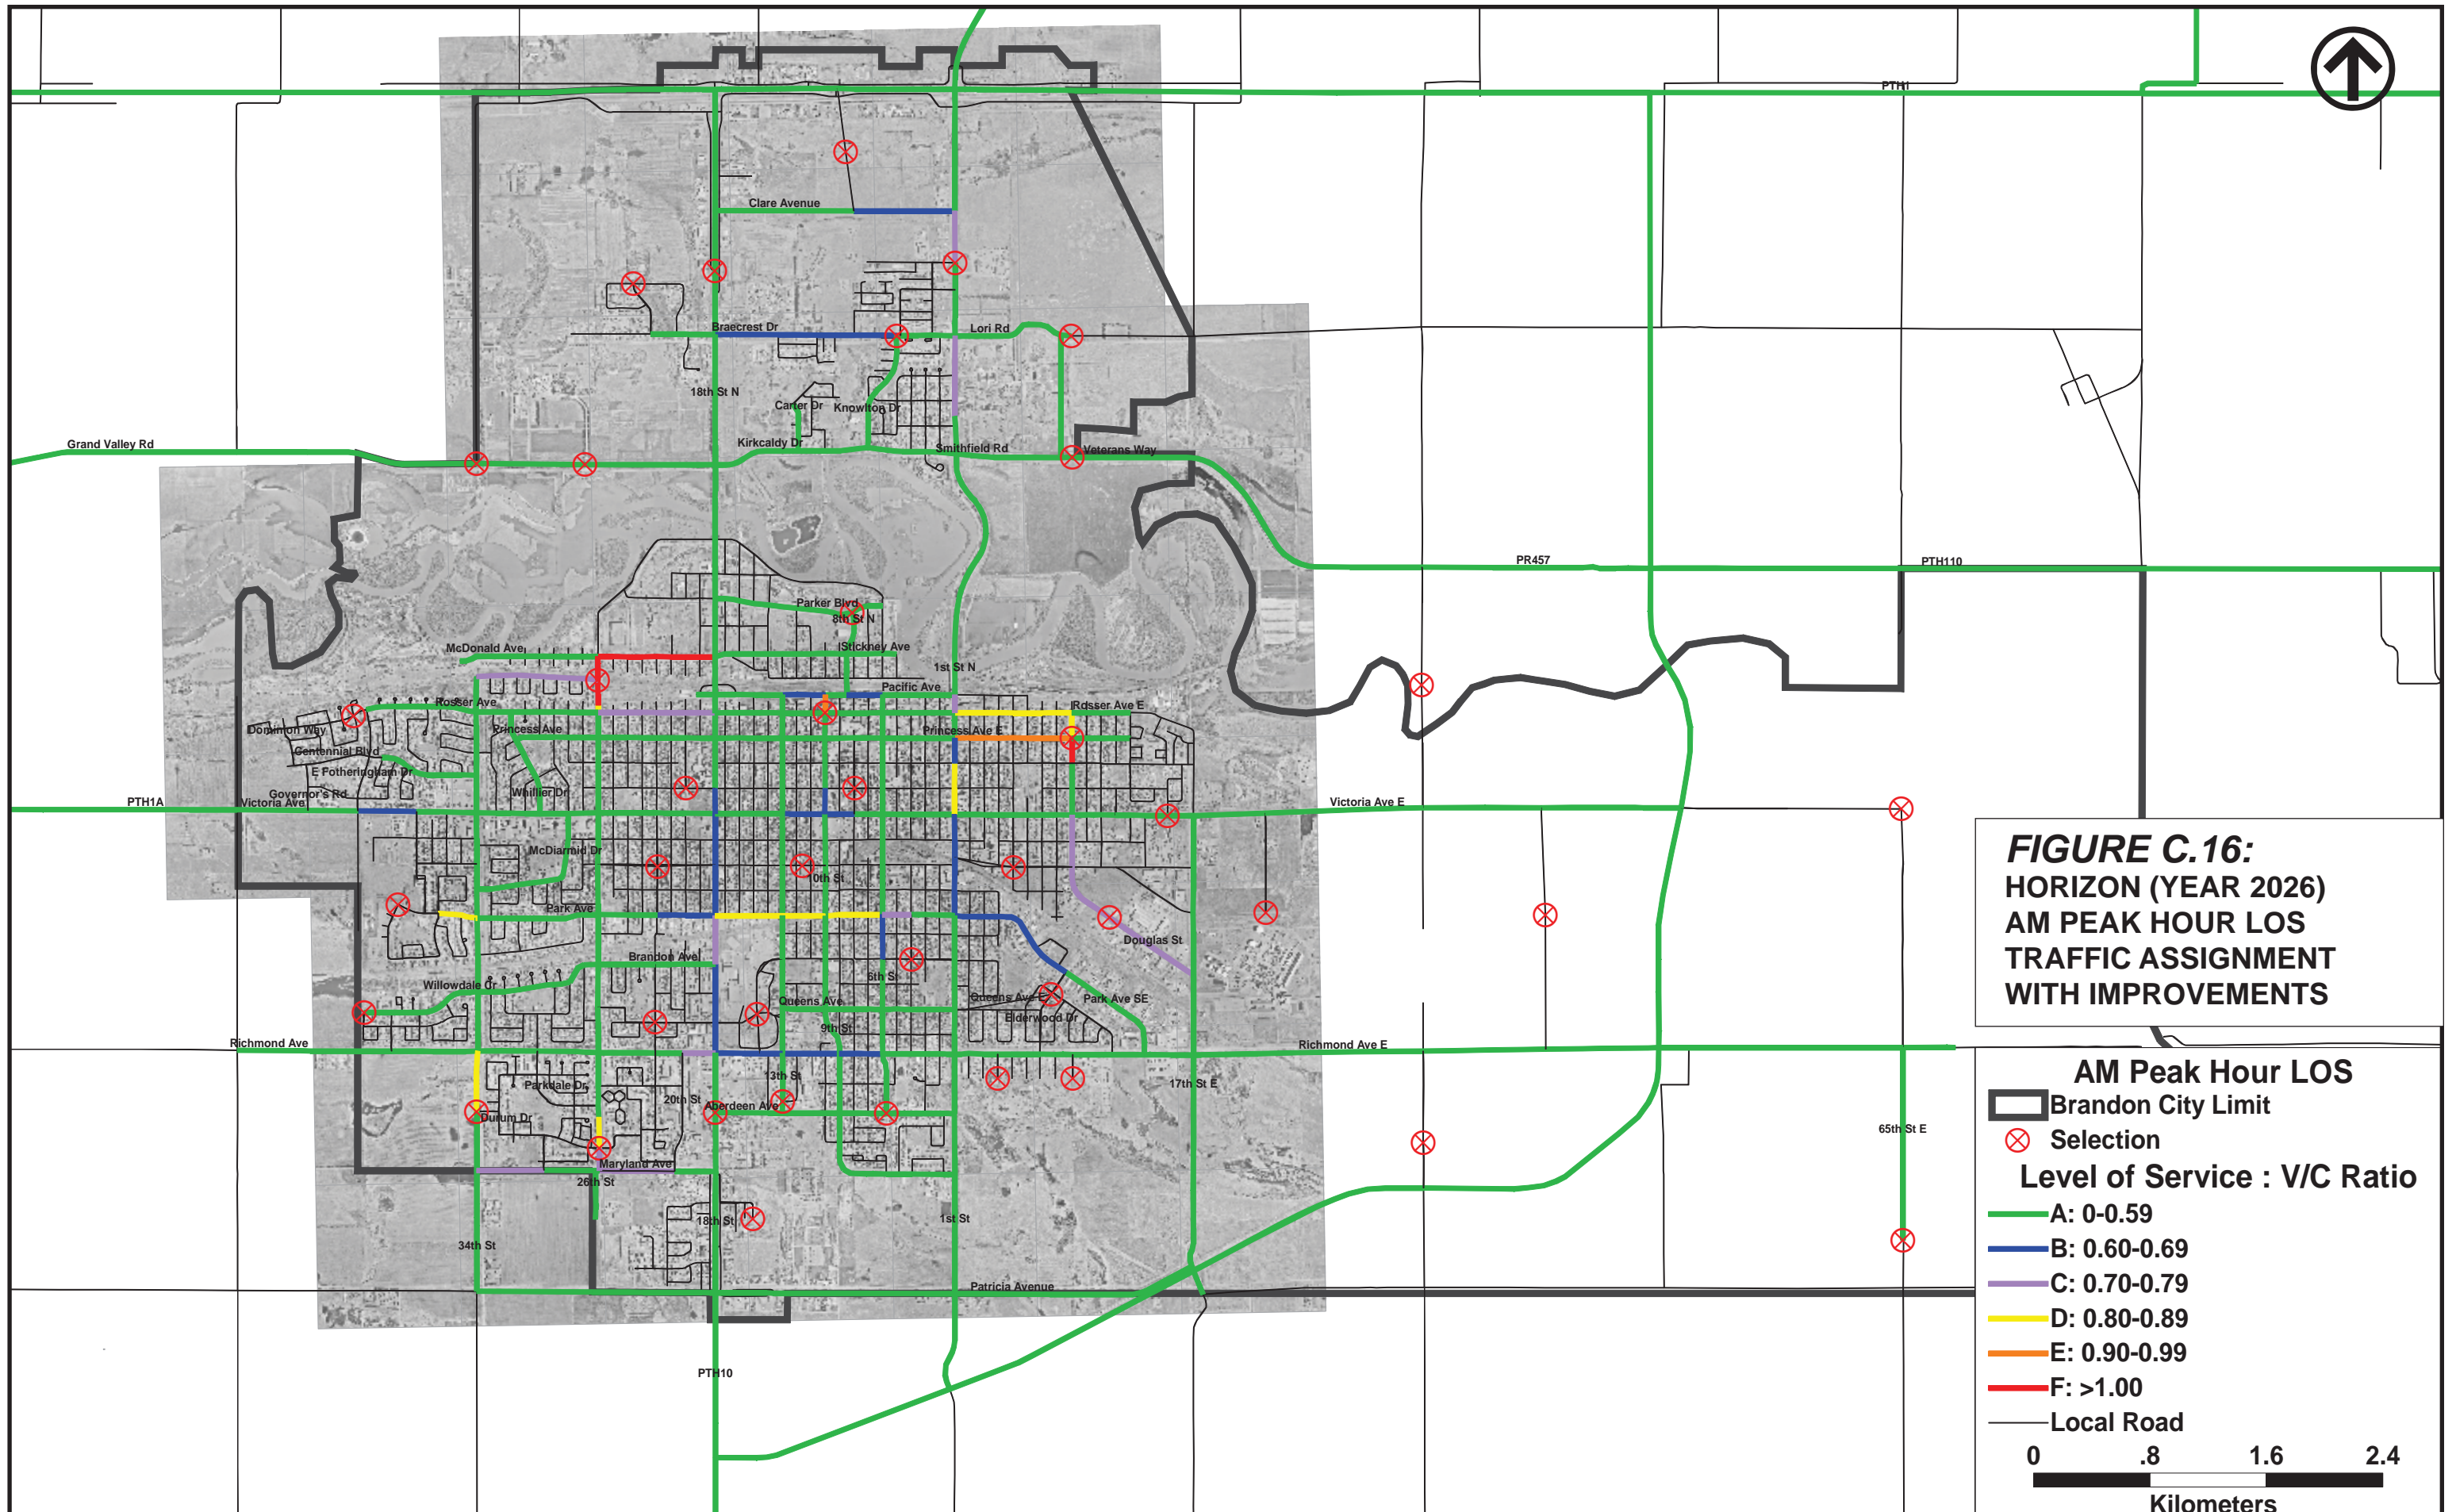 PTH1
Clare Avenue
Braecrest Dr
Lori Rd
18th St N
Carter Dr
Knowlton Dr
Grand Valley Rd
Kirkcaldy Dr
Smithfield Rd
Veterans Way
PR457
PTH110
Parker Blvd
8th St N
McDonald Ave
Stickney Ave
1st St N
Pacific Ave
Rosser Ave
Rosser Ave E
Dominion Way
Princess Ave
Princess Ave E
Centennial Blvd
E Fotheringham Dr
Governor's Rd
Whillier Dr
PTH1A
Victoria Ave
Victoria Ave E
McDiarmid Dr
10th St
Park Ave
Douglas St
Brandon Ave
6th St
Willowdale Cr
Queens Ave
Queens Ave E
Park Ave SE
Elderwood Dr
9th St
Richmond Ave
Richmond Ave E
13th St
17th St E
Parkdale Dr
20th St
Aberdeen Ave
Durum Dr
65th St E
Maryland Ave
26th St
18th St
1st St
34th St
Patricia Avenue
PTH10
FIGURE C.16:
HORIZON (YEAR 2026)
AM PEAK HOUR LOS
TRAFFIC ASSIGNMENT
WITH IMPROVEMENTS
AM Peak Hour LOS
Brandon City Limit
Selection
Level of Service : V/C Ratio
A: 0-0.59
B: 0.60-0.69
C: 0.70-0.79
D: 0.80-0.89
E: 0.90-0.99
F: >1.00
Local Road
0 .8 1.6 2.4
Kilometers